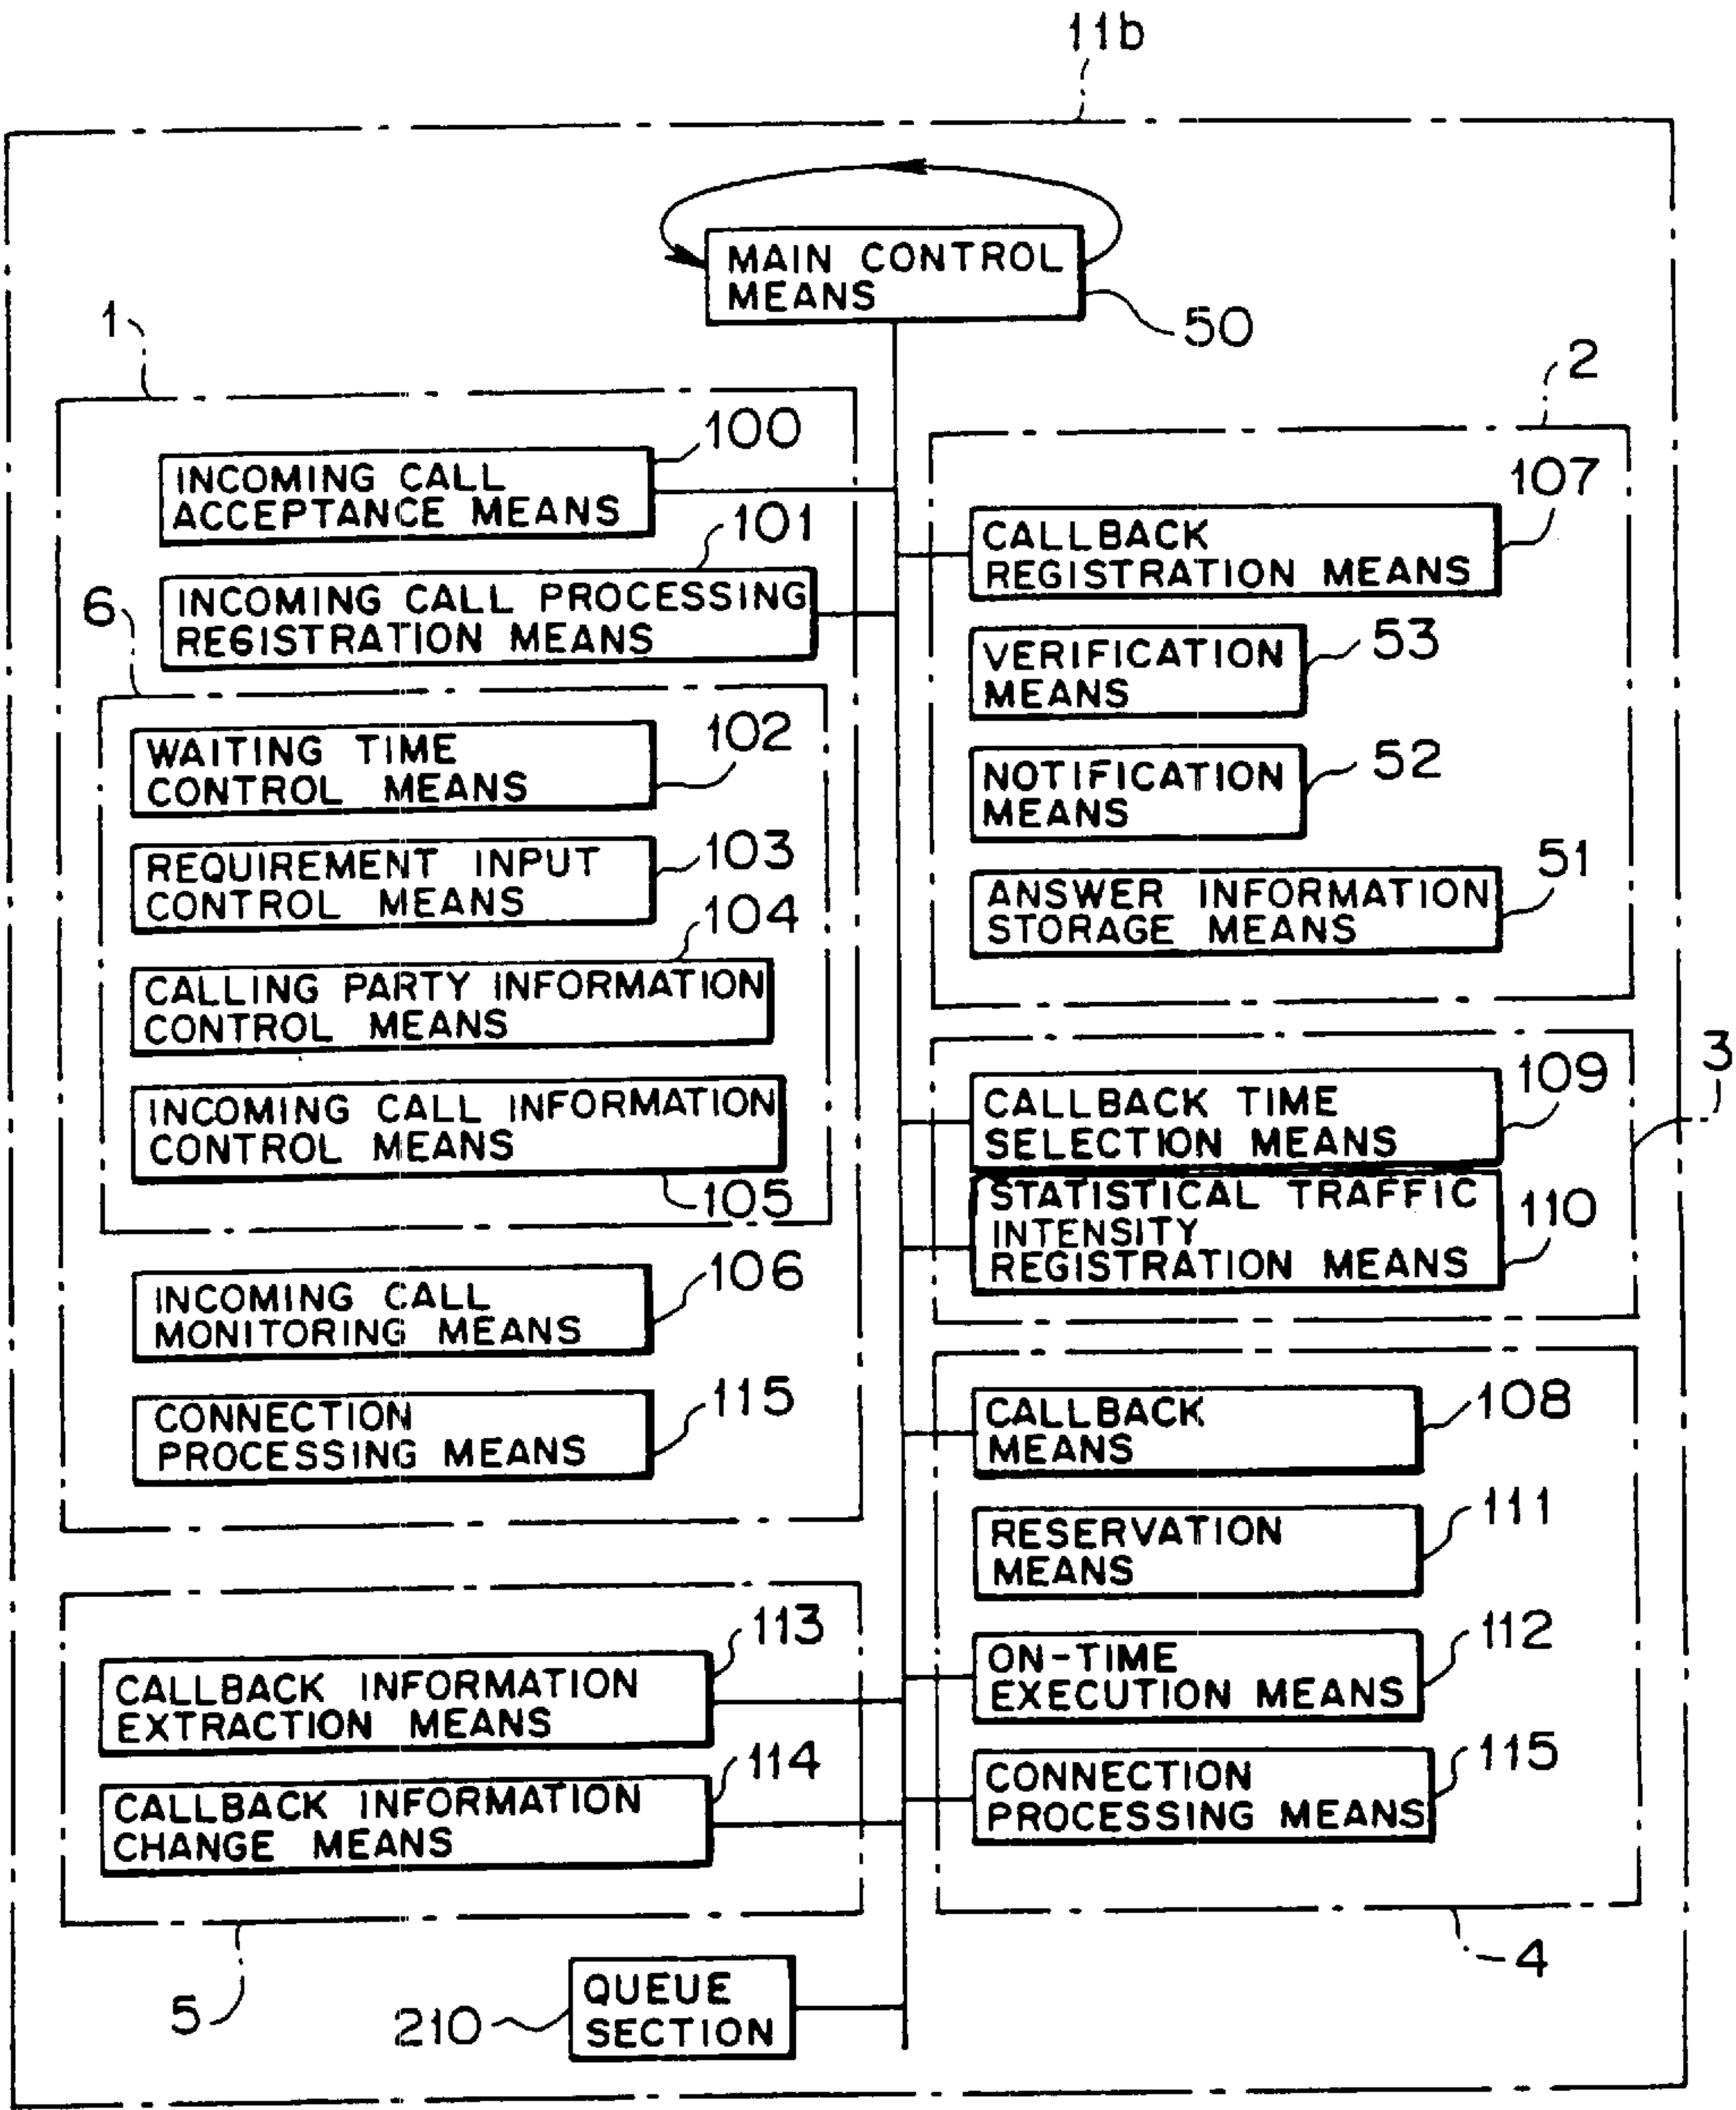 11b
MAIN CONTROL
MEANS
50
1
100
INCOMING CALL
ACCEPTANCE MEANS
101
INCOMING CALL PROCESSING
REGISTRATION MEANS
6
WAITING TIME
CONTROL MEANS
102
REQUIREMENT INPUT
CONTROL MEANS
103
104
CALLING PARTY INFORMATION
CONTROL MEANS
INCOMING CALL INFORMATION
CONTROL MEANS
105
INCOMING CALL
MONITORING MEANS
106
CONNECTION
PROCESSING MEANS
115
2
107
CALLBACK
REGISTRATION MEANS
VERIFICATION
MEANS
53
NOTIFICATION
MEANS
52
ANSWER INFORMATION
STORAGE MEANS
51
3
CALLBACK TIME
SELECTION MEANS
109
STATISTICAL TRAFFIC
INTENSITY
REGISTRATION MEANS
110
CALLBACK
MEANS
108
RESERVATION
MEANS
111
ON-TIME
EXECUTION MEANS
112
CONNECTION
PROCESSING MEANS
115
4
113
CALLBACK INFORMATION
EXTRACTION MEANS
114
CALLBACK INFORMATION
CHANGE MEANS
5
210
QUEUE
SECTION